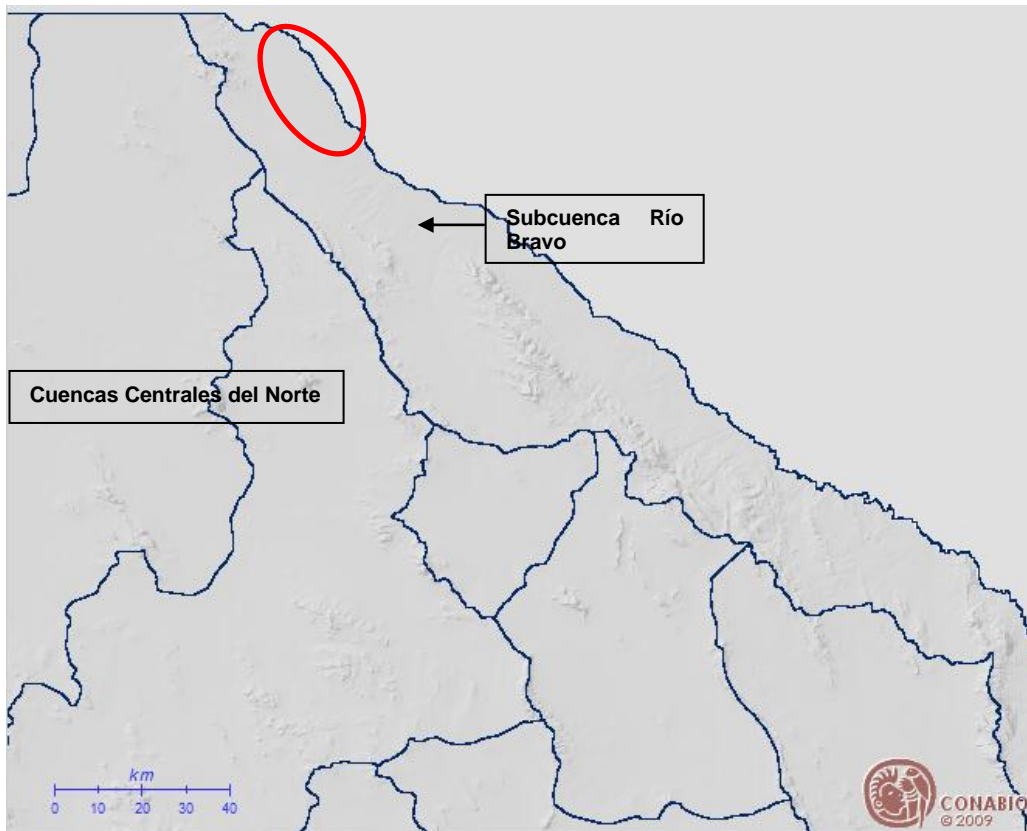 Subcuenca Río
Bravo
Cuencas Centrales del Norte
km
0 10 20 30 40
CONABIO
© 2009